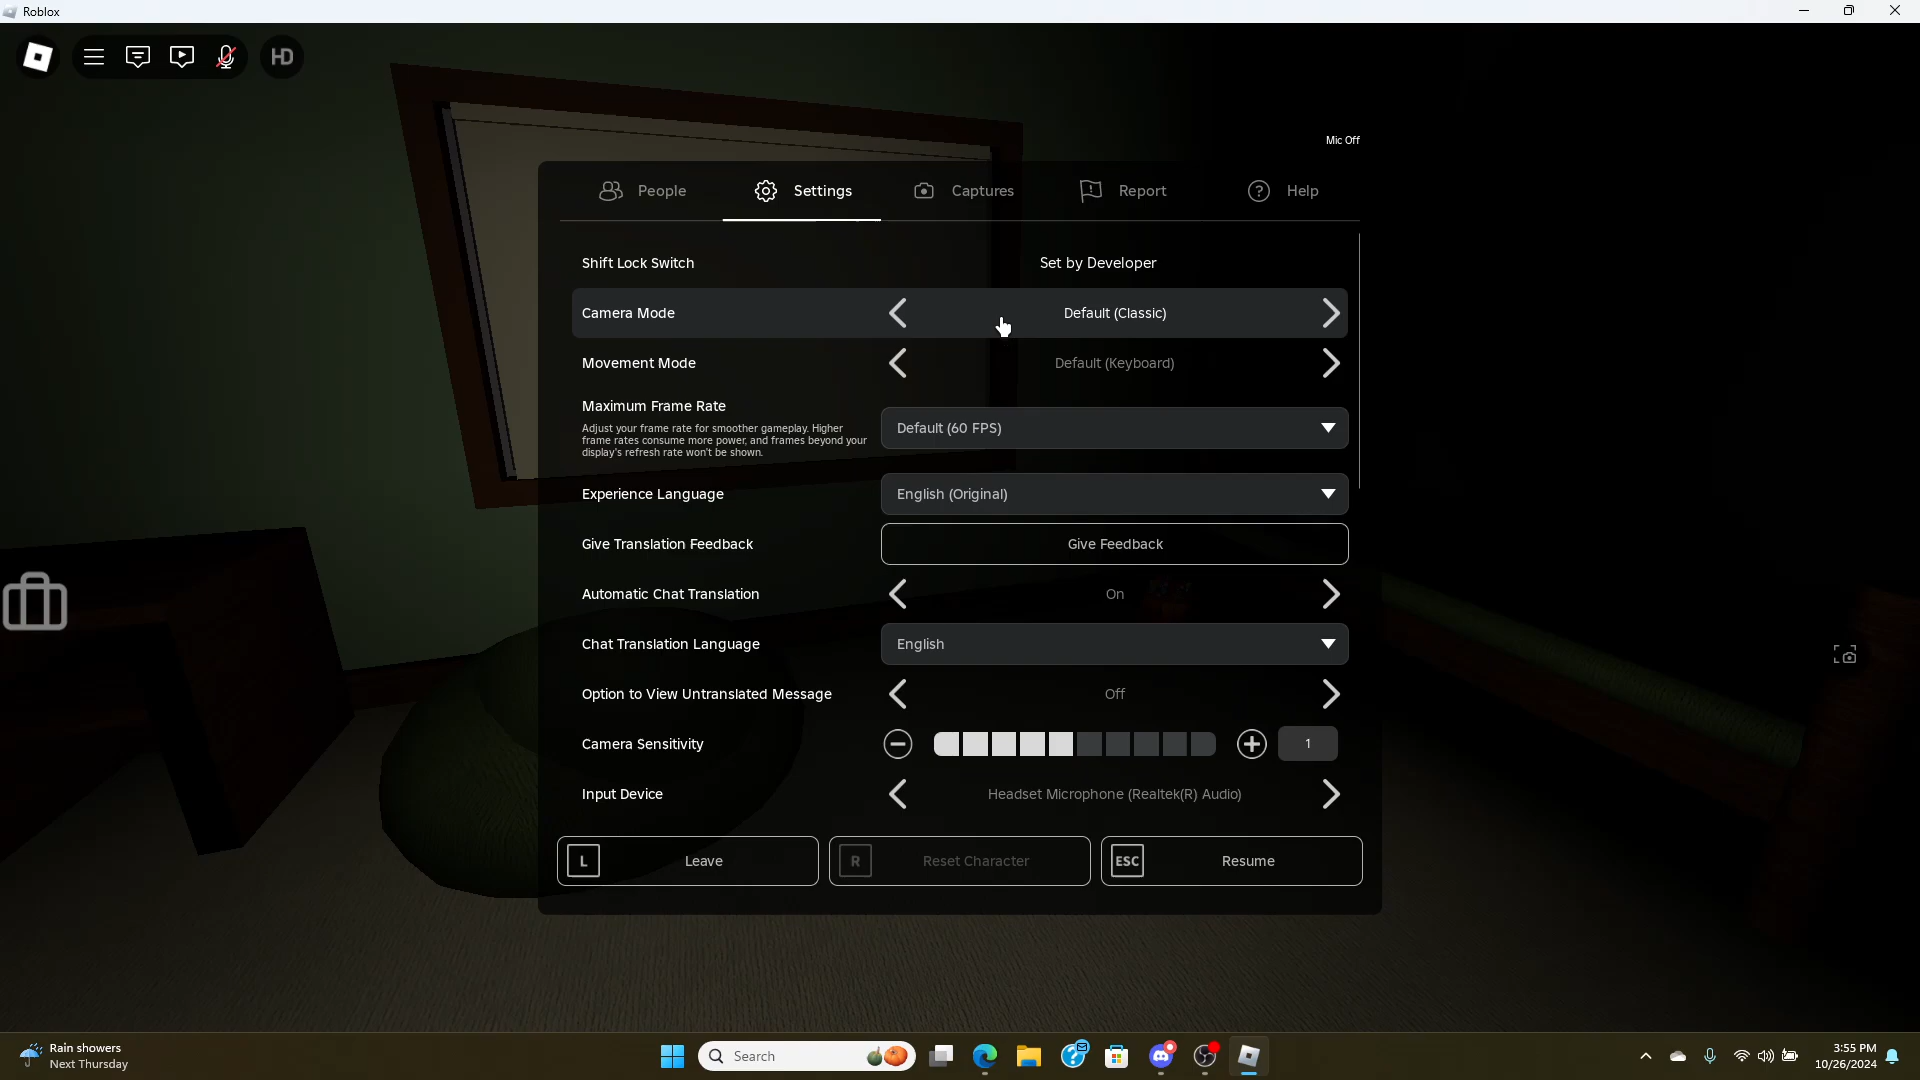 Roblox
HD
Mic Off
People
Settings
Captures
Report
Help
Shift Lock Switch
Set by Developer
Camera Mode
Default (Classic)
Movement Mode
Default (Keyboard)
Maximum Frame Rate
Adjust your frame rate for smoother gameplay. Higher
frame rates consume more power, and frames beyond your
display's refresh rate won't be shown.
Default (60 FPS)
Experience Language
English (Original)
Give Translation Feedback
Give Feedback
Automatic Chat Translation
On
Chat Translation Language
English
Option to View Untranslated Message
Off
Camera Sensitivity
1
Input Device
Headset Microphone (Realtek(R) Audio)
L
Leave
R
Reset Character
ESC
Resume
Rain showers
Next Thursday
Search
3:55 PM
10/26/2024